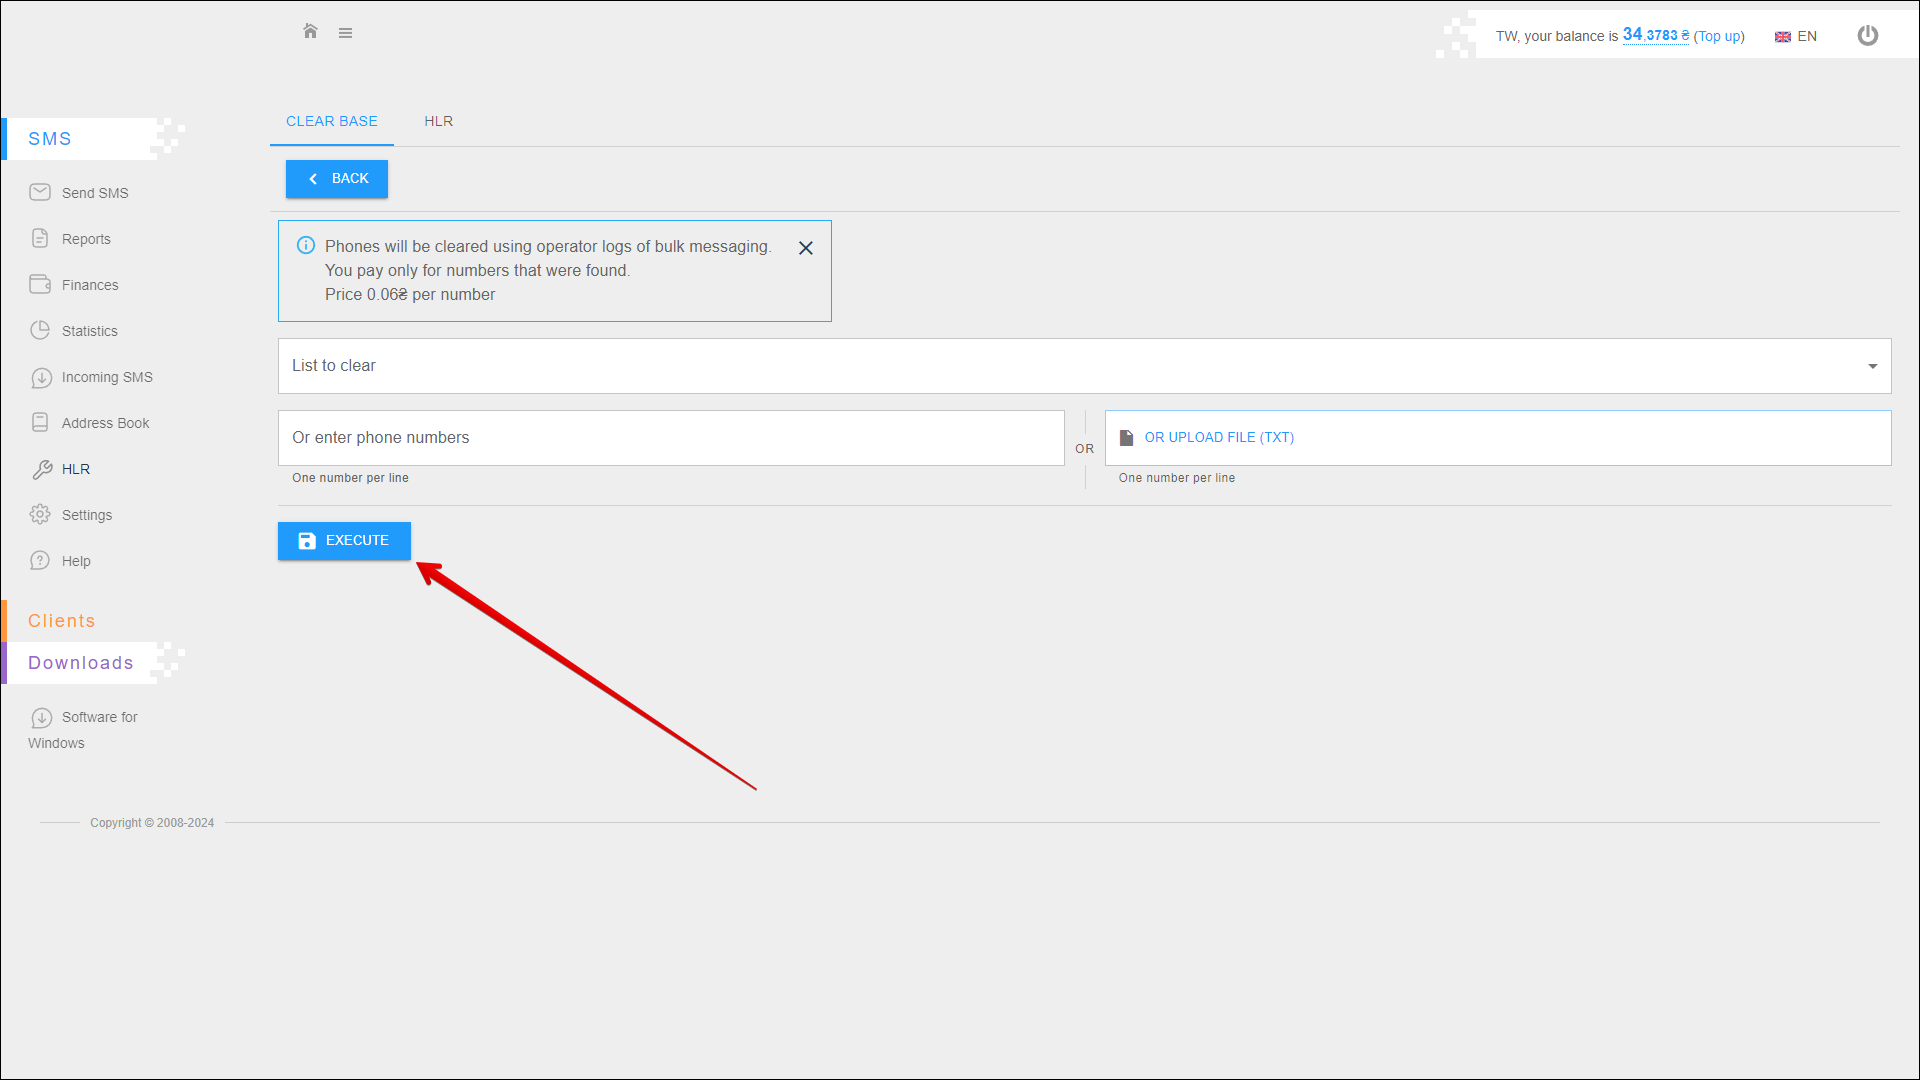 TW, your balance is 34,3783 ₴ (Top up)
EN
SMS
Send SMS
Reports
Finances
Statistics
Incoming SMS
Address Book
HLR
Settings
Help
Clients
Downloads
Software for
Windows
CLEAR BASE
HLR
BACK
Phones will be cleared using operator logs of bulk messaging.
You pay only for numbers that were found.
Price 0.06₴ per number
List to clear
Or enter phone numbers
One number per line
OR
OR UPLOAD FILE (TXT)
One number per line
EXECUTE
Copyright © 2008-2024